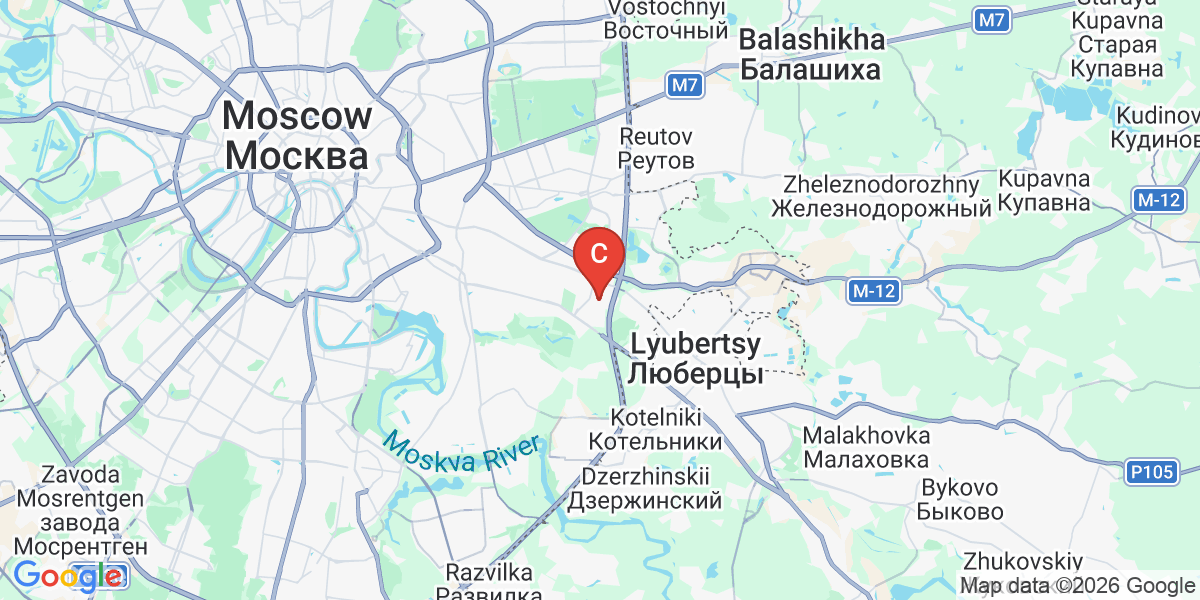 Vostochnyi
Восточный
Balashikha
Балашиха
M7
Staraya
Kupavna
Старая
Купавна
M7
Moscow
Москва
Reutov
Реутов
Kudinov
Кудинов
Zheleznodorozhny
Железнодорожный
Kupavna
Купавна
M-12
C
M-12
Lyubertsy
Люберцы
Kotelniki
Котельники
Malakhovka
Малаховка
Moskva River
Dzerzhinskii
Дзержинский
P105
Zavoda
Mosrentgen
завода
Мосрентген
Bykovo
Быково
Razvilka
Развилка
Zhukovskiy
Google
Map data ©2026 Google